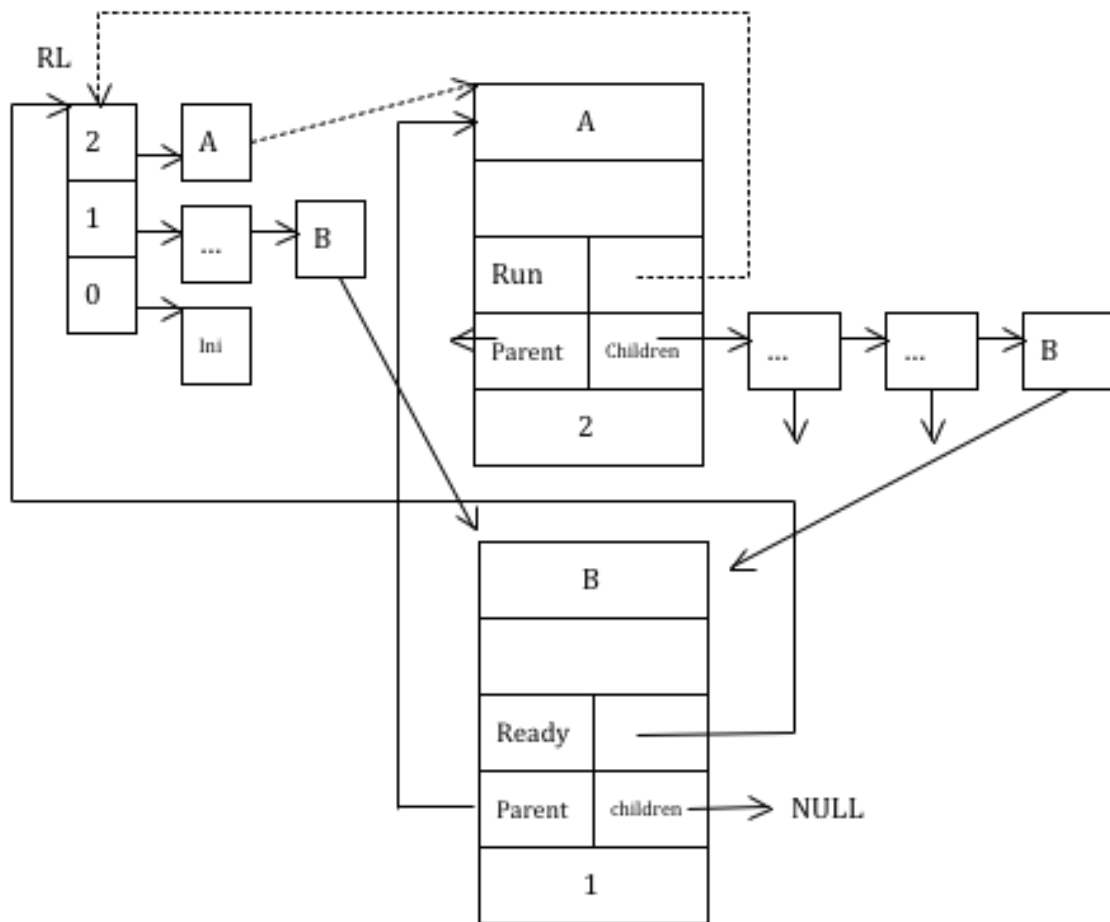 RL
2
A
1
...
B
0
Ini
A
Run
Parent
Children
2
...
...
B
B
Ready
Parent
children
NULL
1